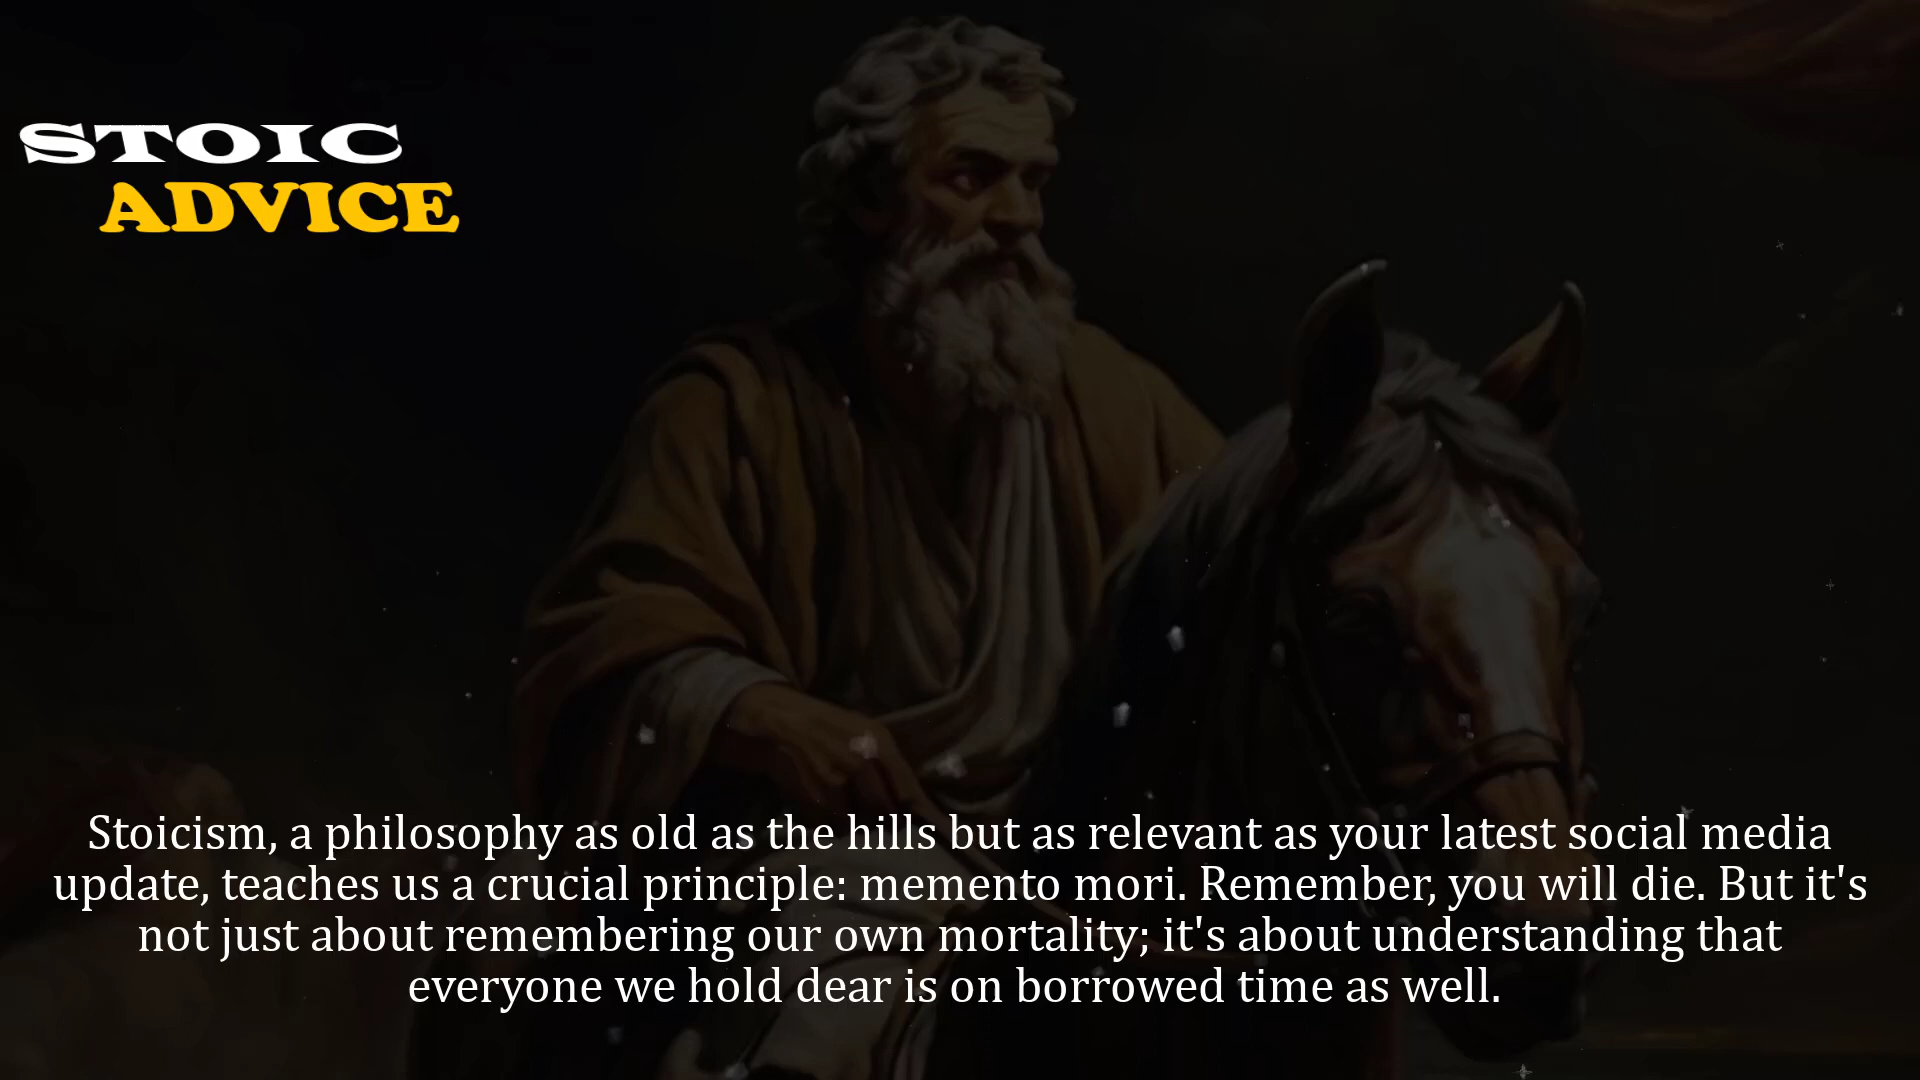 STOIC
ADVICE
Stoicism, a philosophy as old as the hills but as relevant as your latest social media
update, teaches us a crucial principle: memento mori. Remember, you will die. But it's
not just about remembering our own mortality; it's about understanding that
everyone we hold dear is on borrowed time as well.